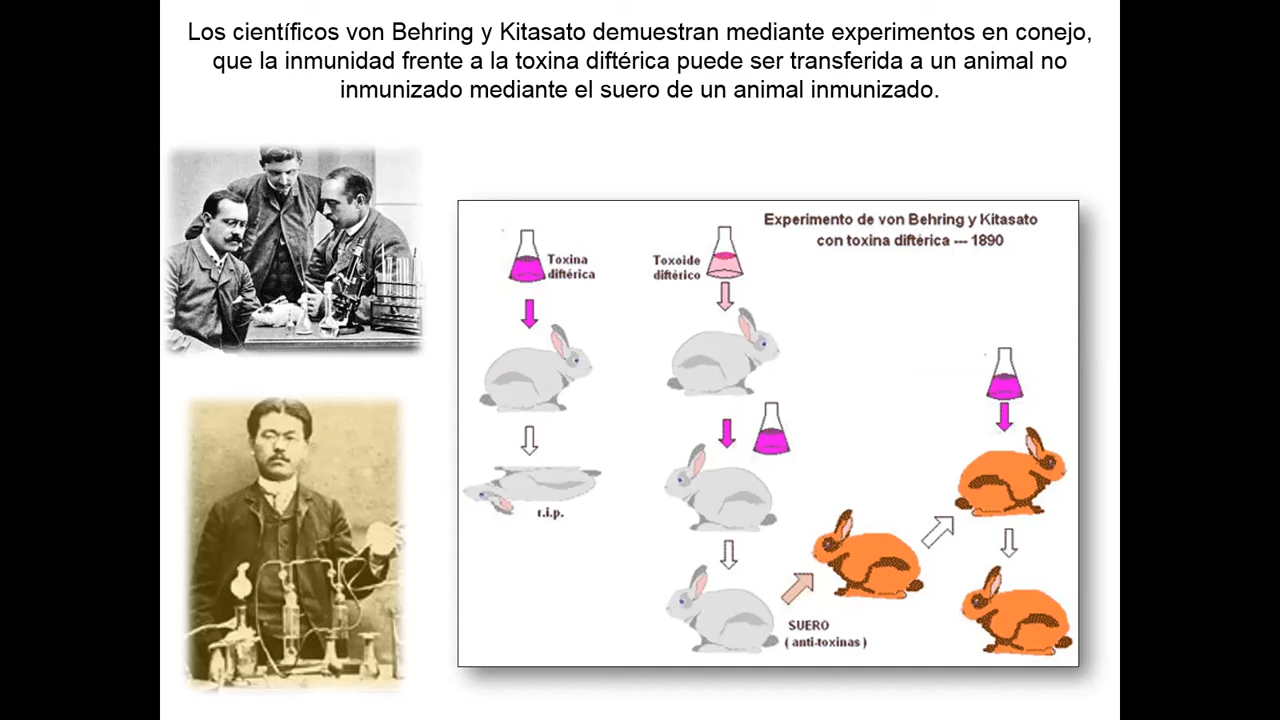 Los científicos von Behring y Kitasato demuestran mediante experimentos en conejo,
que la inmunidad frente a la toxina diftérica puede ser transferida a un animal no
inmunizado mediante el suero de un animal inmunizado.
Experimento de von Behring y Kitasato
con toxina diftérica --- 1890
Toxina
diftérica
Toxoide
diftérico
r.i.p.
SUERO
( anti-toxinas )